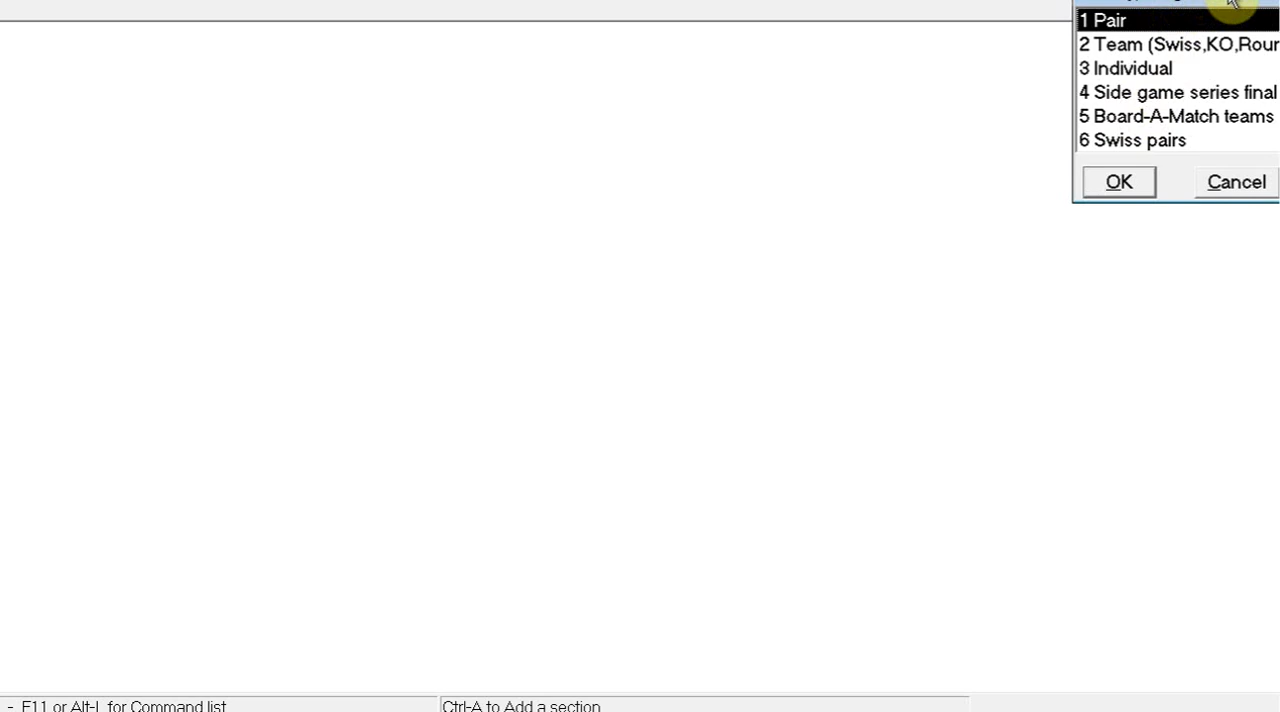 1 Pair
2 Team (Swiss,KO,Rour
3 Individual
4 Side game series final
5 Board-A-Match teams
6 Swiss pairs
OK
Cancel
- F11 or Alt-L for Command list
Ctrl-A to Add a section